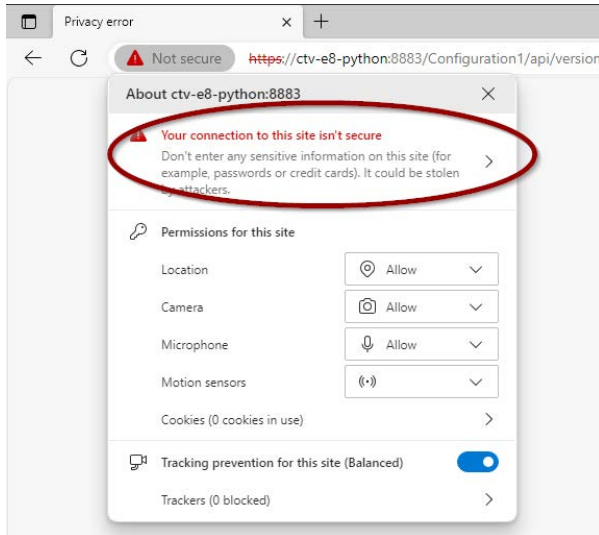 Privacy error
Not secure https://ctv-e8-python:8883/Configuration1/api/version
About ctv-e8-python:8883
Your connection to this site isn't secure
Don't enter any sensitive information on this site (for
example, passwords or credit cards). It could be stolen
by attackers.
Permissions for this site
Location Allow
Camera Allow
Microphone Allow
Motion sensors
Cookies (0 cookies in use)
Tracking prevention for this site (Balanced)
Trackers (0 blocked)